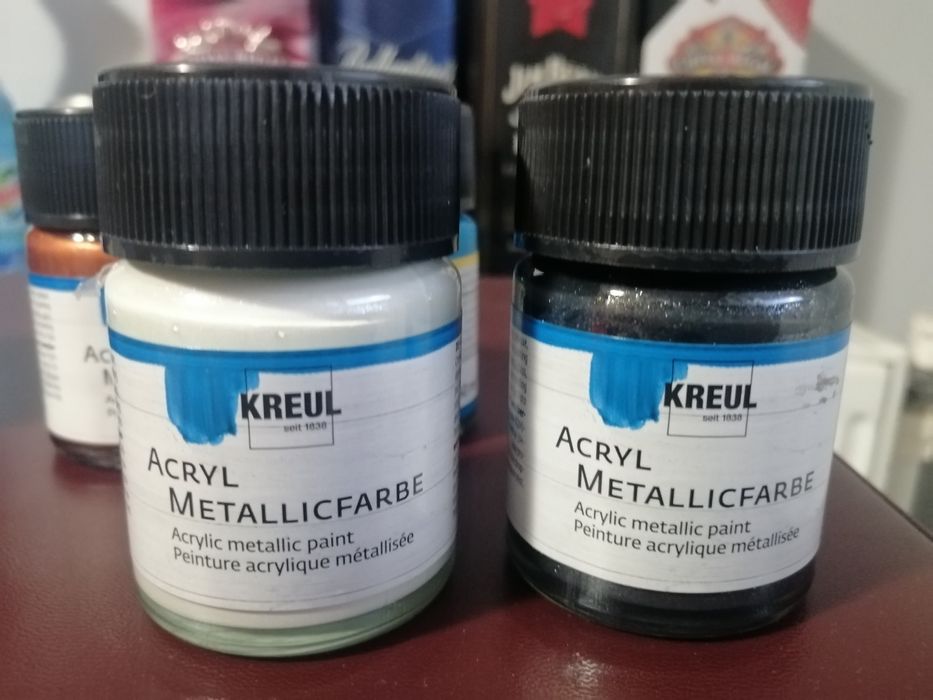 KREUL
seit 1838
ACRYL
METALLICFARBE
Acrylic metallic paint
Peinture acrylique métallisée
KREUL
seit 1838
ACRYL
METALLICFARBE
Acrylic metallic paint
Peinture acrylique métallisée